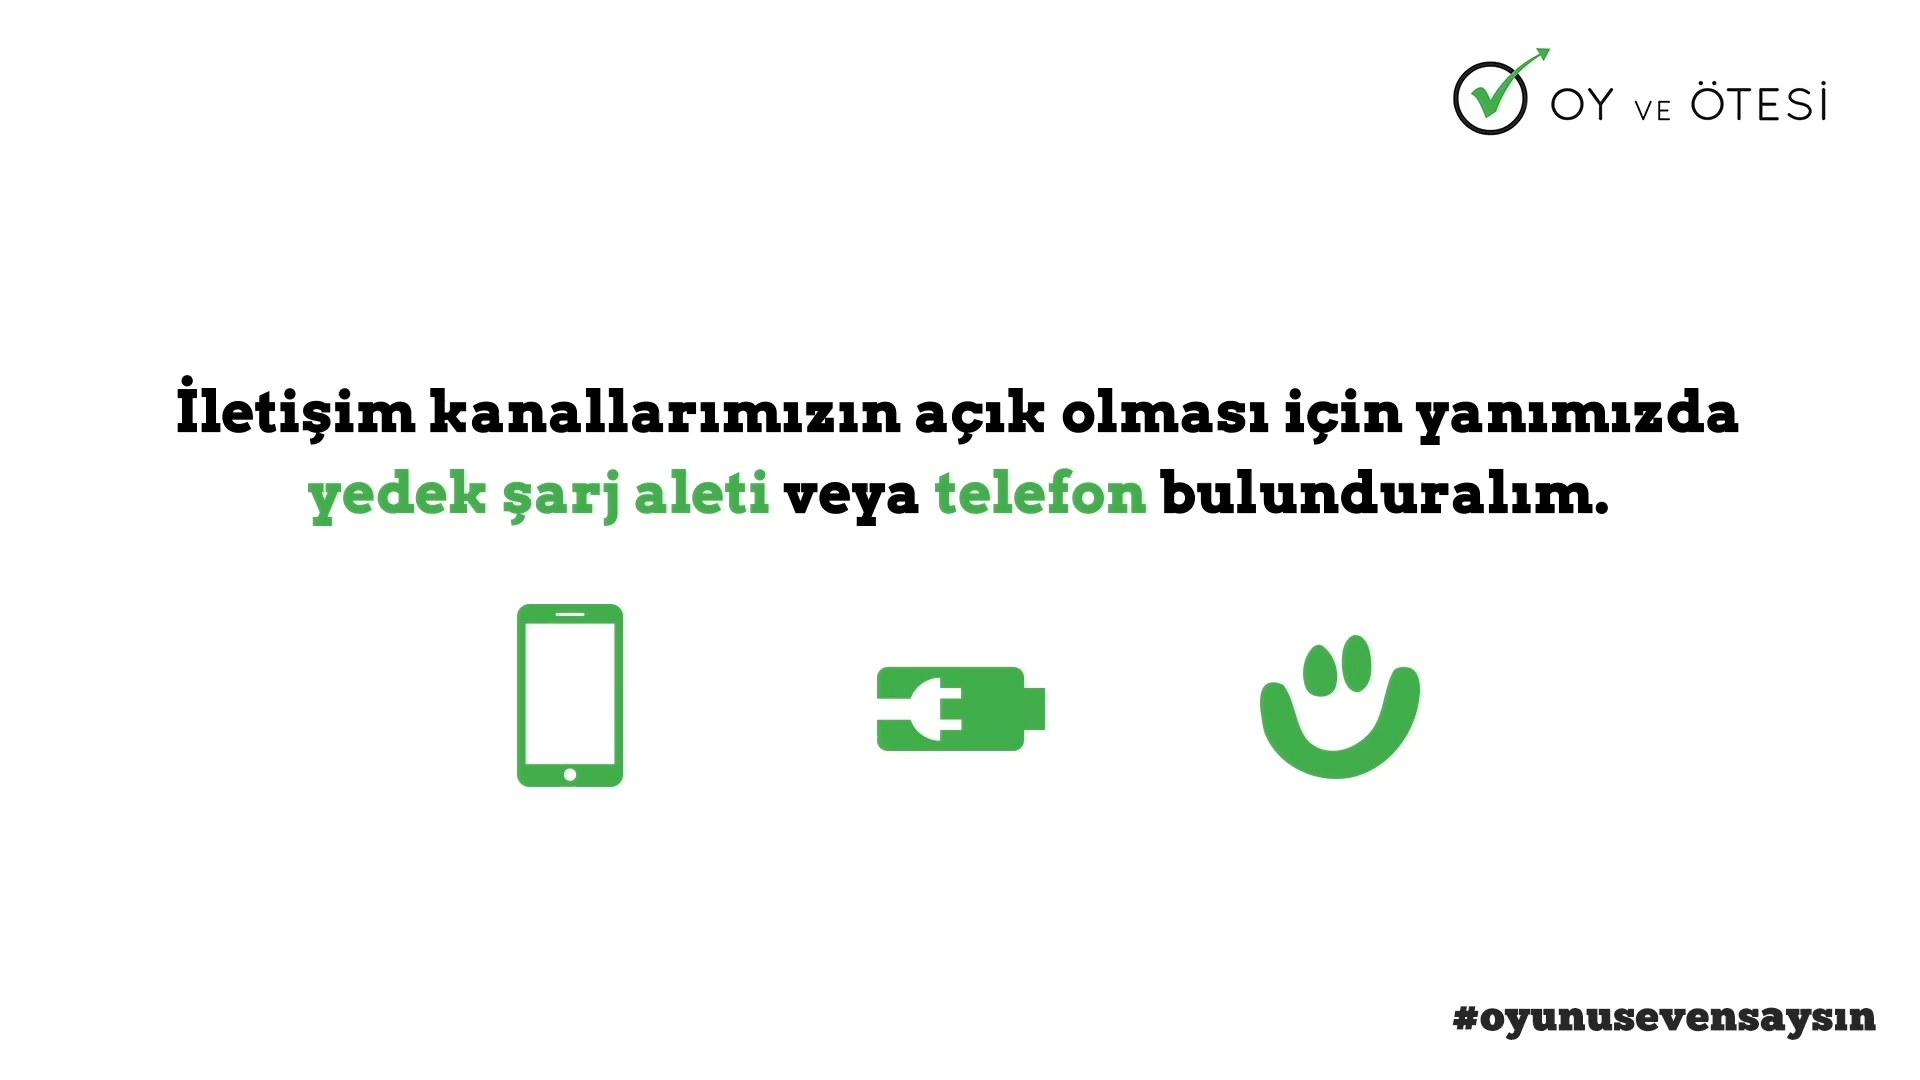 OY VE ÖTESİ
İletişim kanallarımızın açık olması için yanımızda
yedek şarj aleti veya telefon bulunduralım.
#oyunusevensaysın